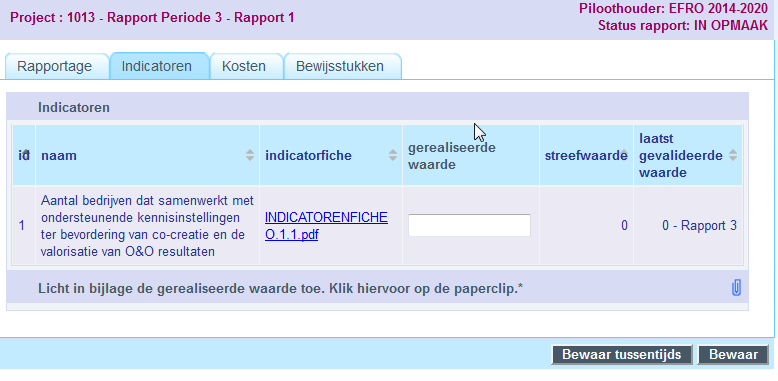 Piloothouder: EFRO 2014-2020
Project : 1013 - Rapport Periode 3 - Rapport 1
Status rapport: IN OPMAAK
Rapportage Indicatoren Kosten Bewijsstukken
Indicatoren
id naam indicatorfiche gerealiseerde waarde streefwaarde laatst gevalideerde waarde
1 Aantal bedrijven dat samenwerkt met
ondersteunende kennisinstellingen
ter bevordering van co-creatie en de
valorisatie van O&O resultaten
INDICATORENFICHE
O.1.1.pdf
0
0 - Rapport 3
Licht in bijlage de gerealiseerde waarde toe. Klik hiervoor op de paperclip.*
Bewaar tussentijds Bewaar